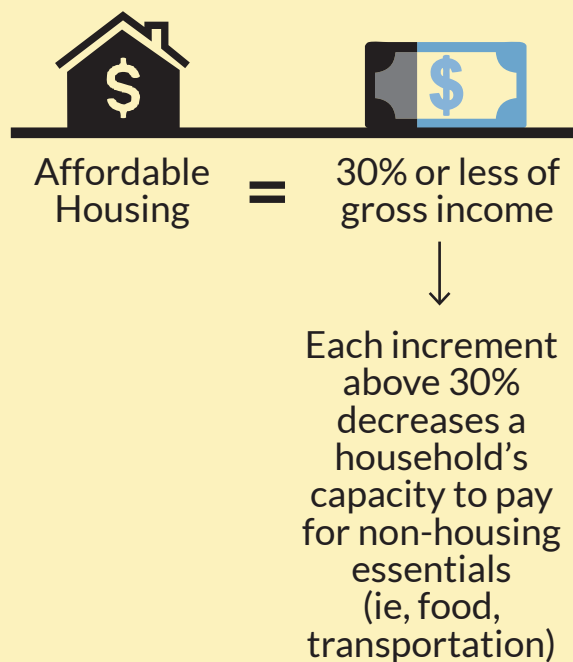 $
$
Affordable
Housing
=
30% or less of
gross income
Each increment
above 30%
decreases a
household’s
capacity to pay
for non-housing
essentials
(ie, food,
transportation)